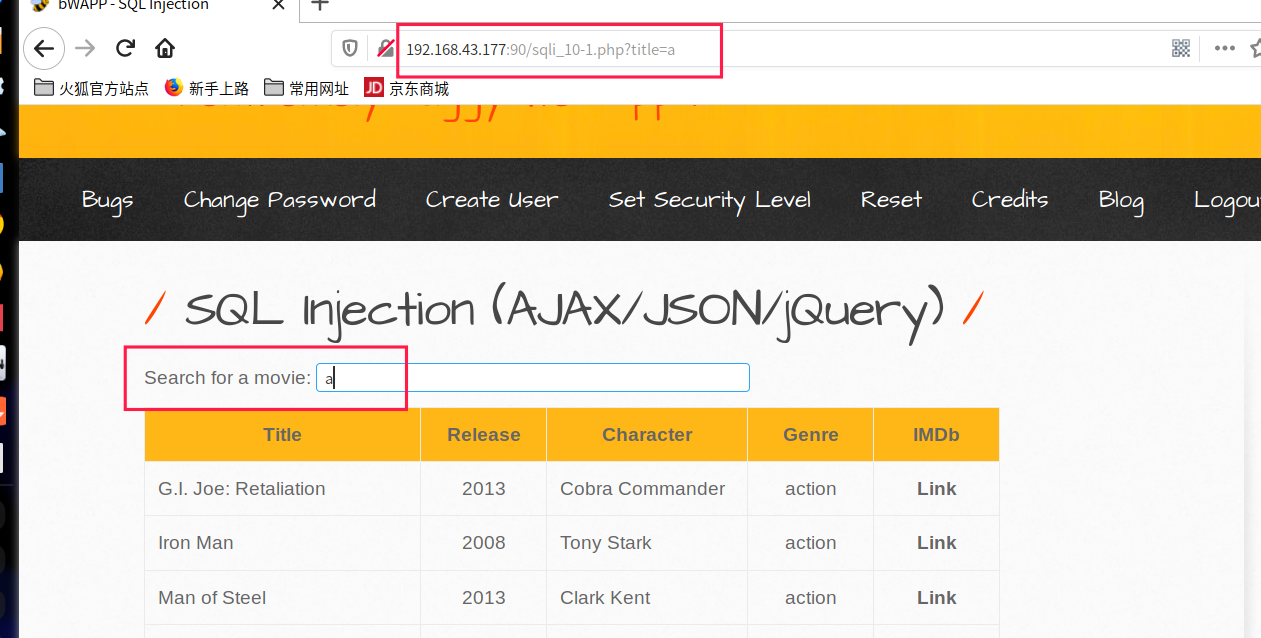 bWAPP - SQL Injection
192.168.43.177:90/sqli_10-1.php?title=a
火狐官方站点 新手上路 常用网址 JD 京东商城
Bugs Change Password Create User Set Security Level Reset Credits Blog Logou
/ SQL Injection (AJAX/JSON/jQuery) /
Search for a movie: a
Title Release Character Genre IMDb
G.I. Joe: Retaliation 2013 Cobra Commander action Link
Iron Man 2008 Tony Stark action Link
Man of Steel 2013 Clark Kent action Link